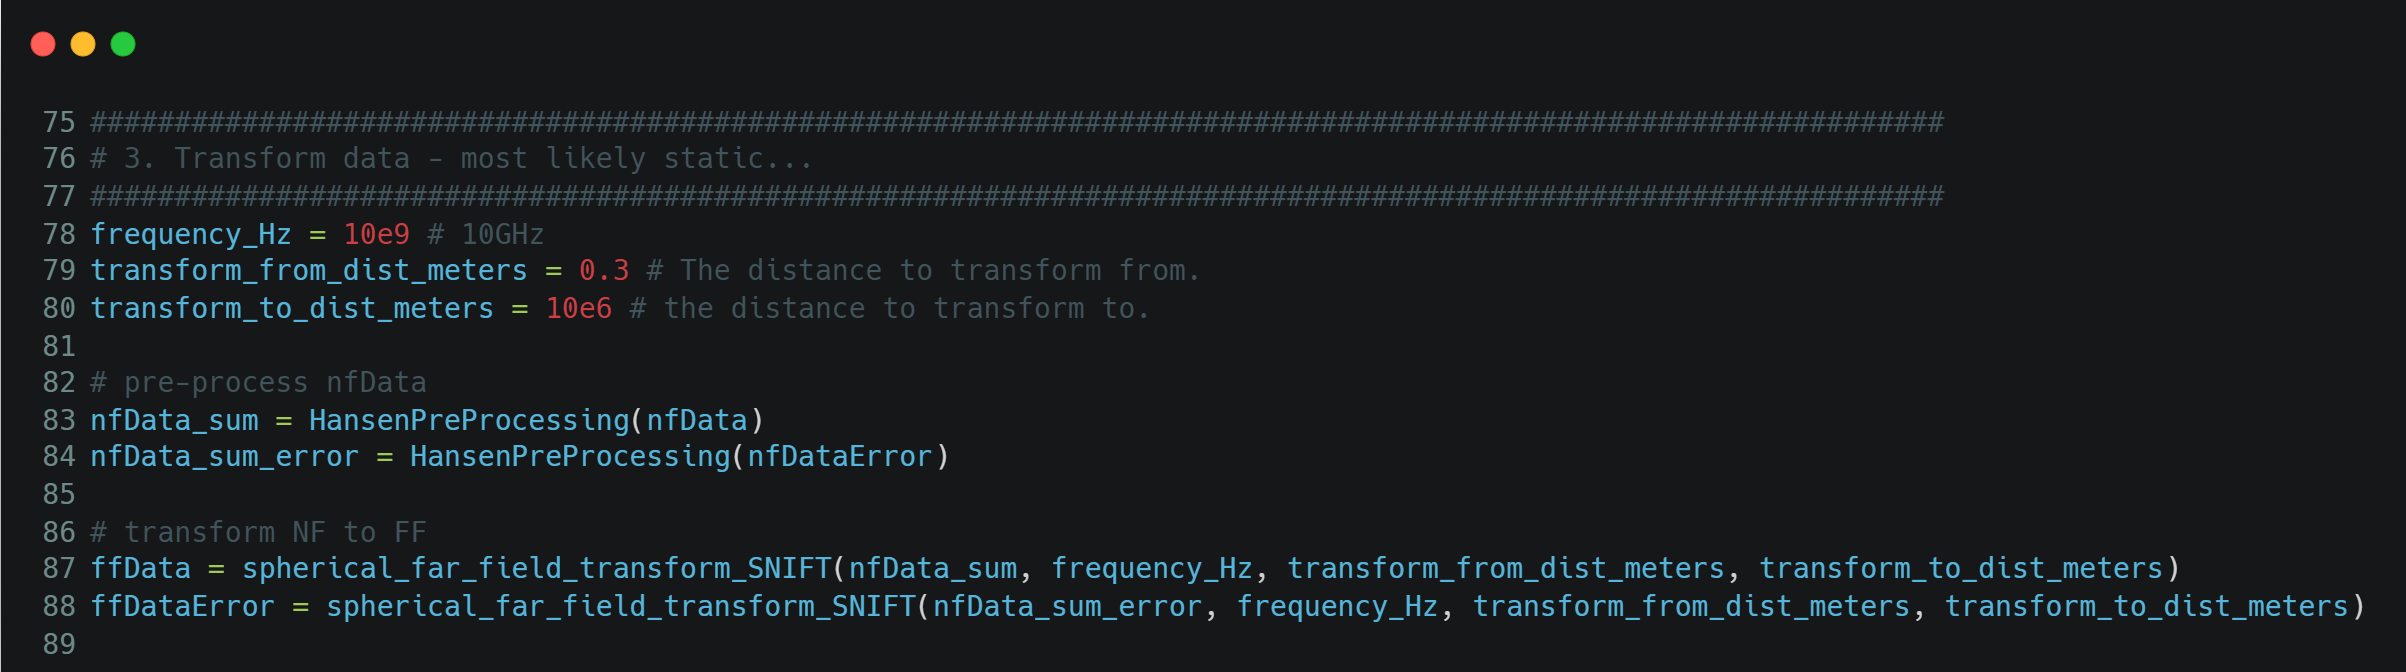 75 ##############################################################################################################
76 # 3. Transform data - most likely static...
77 ##############################################################################################################
78 frequency_Hz = 10e9 # 10GHz
79 transform_from_dist_meters = 0.3 # The distance to transform from.
80 transform_to_dist_meters = 10e6 # the distance to transform to.
81
82 # pre-process nfData
83 nfData_sum = HansenPreProcessing(nfData)
84 nfData_sum_error = HansenPreProcessing(nfDataError)
85
86 # transform NF to FF
87 ffData = spherical_far_field_transform_SNIFT(nfData_sum, frequency_Hz, transform_from_dist_meters, transform_to_dist_meters)
88 ffDataError = spherical_far_field_transform_SNIFT(nfData_sum_error, frequency_Hz, transform_from_dist_meters, transform_to_dist_meters)
89